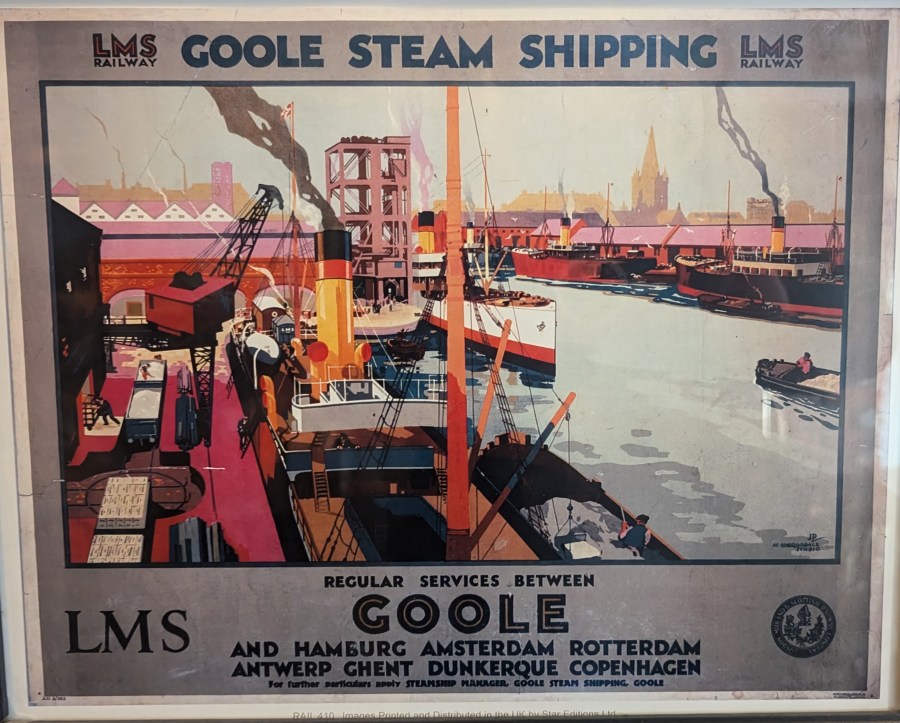 LMS
RAILWAY
GOOLE STEAM SHIPPING
LMS
RAILWAY
REGULAR SERVICES BETWEEN
GOOLE
LMS
AND HAMBURG AMSTERDAM ROTTERDAM
ANTWERP GHENT DUNKERQUE COPENHAGEN
For further particulars apply STEAMSHIP MANAGER, GOOLE STEAM SHIPPING, GOOLE
RAIL 410 Images Printed and Distributed in the UK by Star Editions Ltd